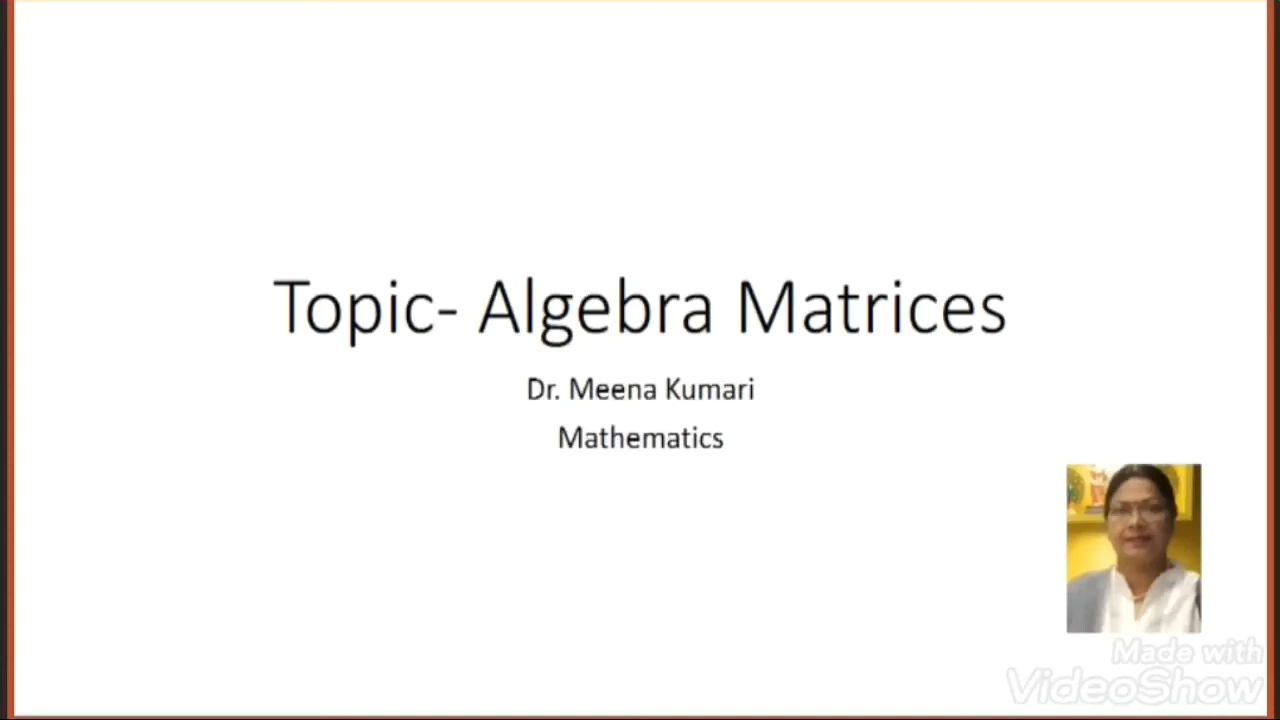 Topic- Algebra Matrices
Dr. Meena Kumari
Mathematics
Made with
VideoShow